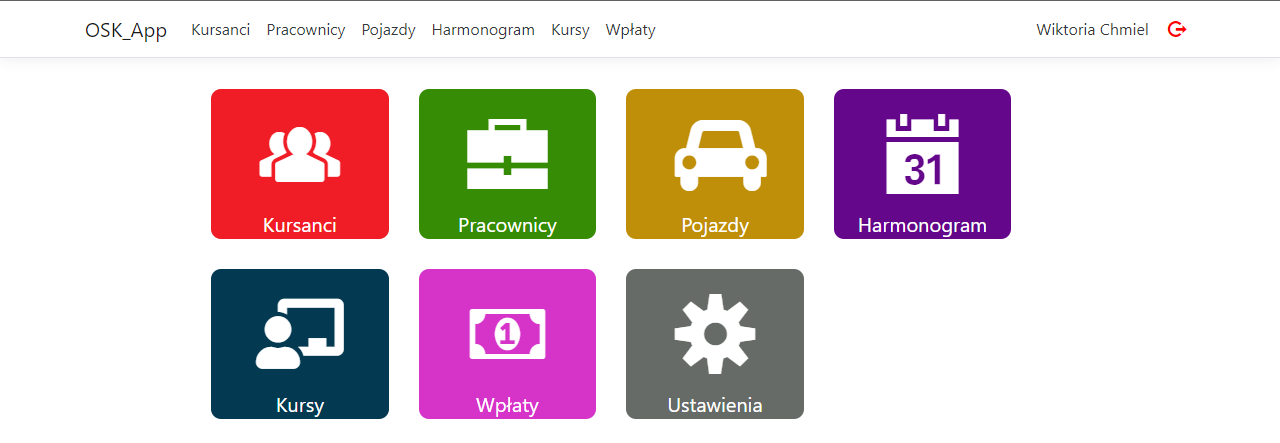 OSK_App Kursanci Pracownicy Pojazdy Harmonogram Kursy Wpłaty Wiktoria Chmiel
31
Kursanci Pracownicy Pojazdy Harmonogram
1
Kursy Wpłaty Ustawienia